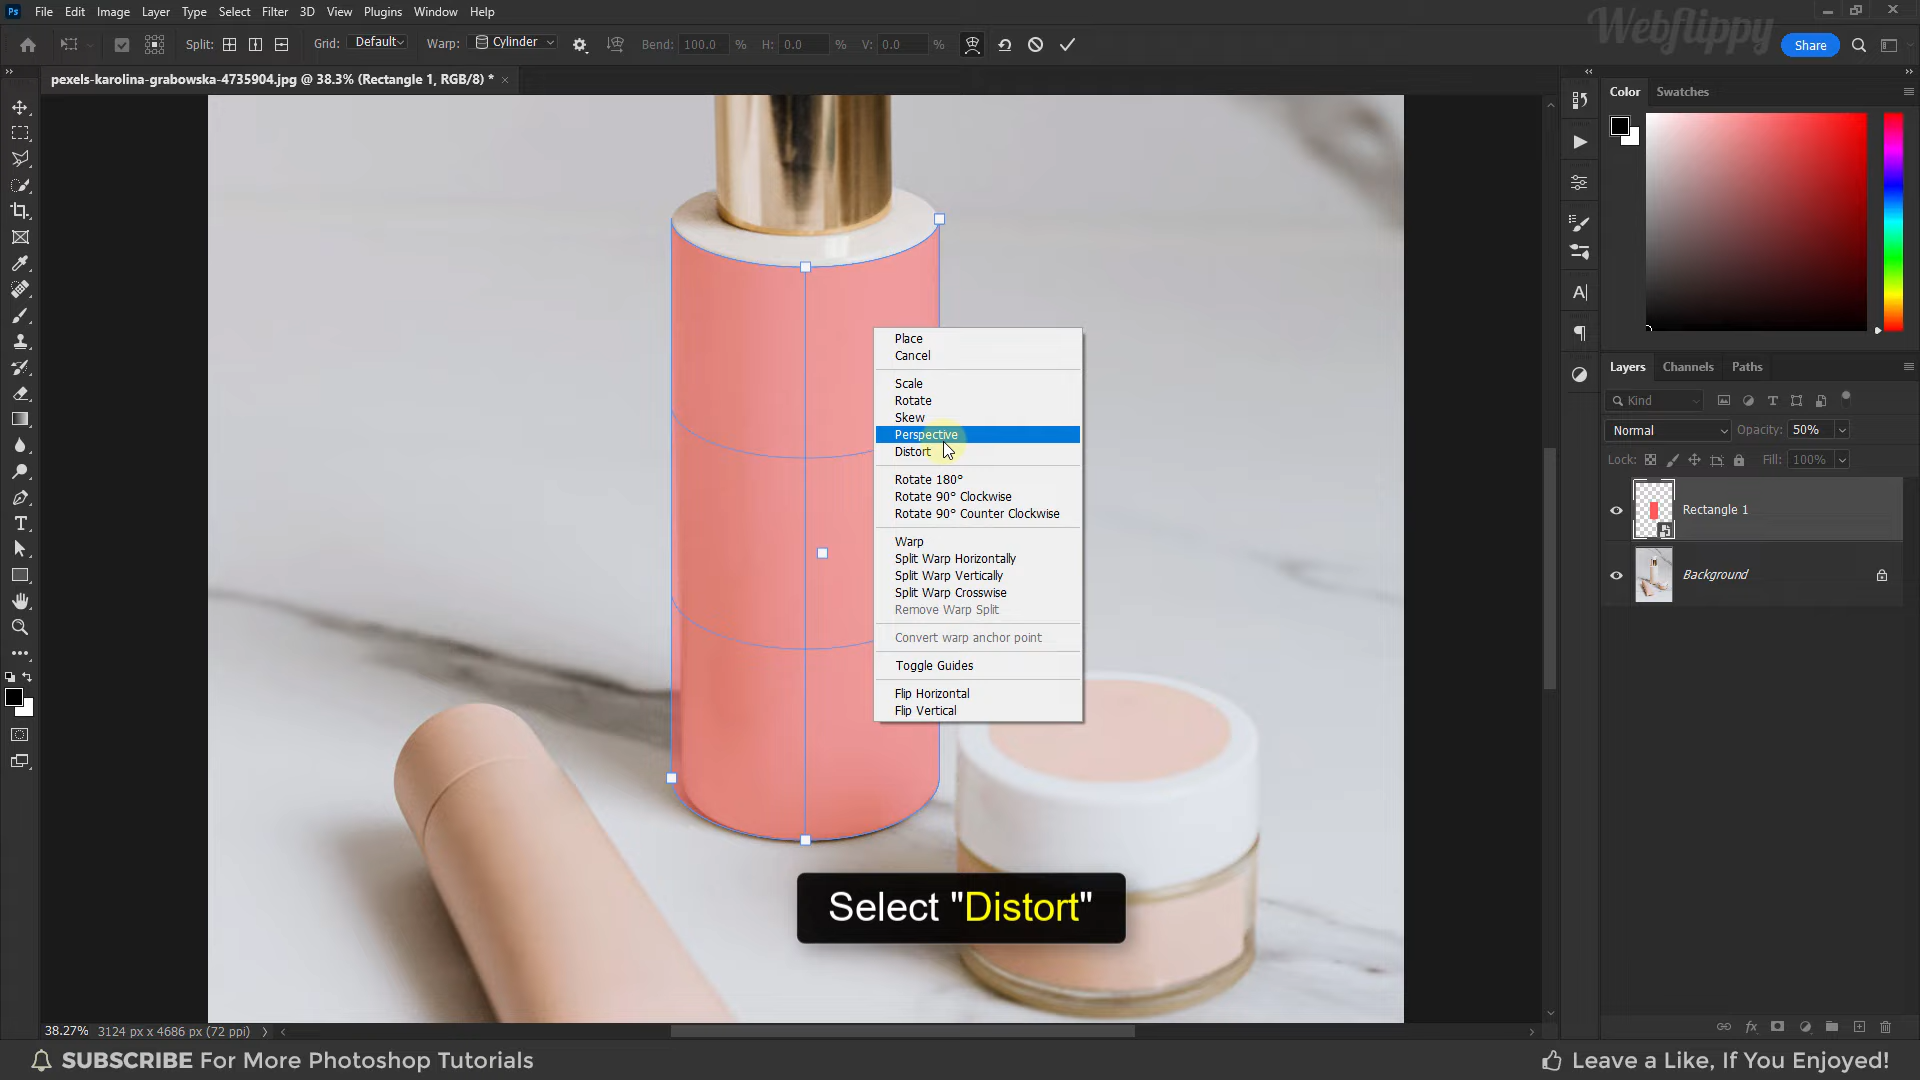 Ps File Edit Image Layer Type Select Filter 3D View Plugins Window Help
Webflippy
Split: Grid: Default Warp: Cylinder Bend: 100.0 % H: 0.0 % V: 0.0 % Share
pexels-karolina-grabowska-4735904.jpg @ 38.3% (Rectangle 1, RGB/8) * ×
Color Swatches
Place
Cancel
Scale
Rotate
Skew
Perspective
Distort
Rotate 180°
Rotate 90° Clockwise
Rotate 90° Counter Clockwise
Warp
Split Warp Horizontally
Split Warp Vertically
Split Warp Crosswise
Remove Warp Split
Convert warp anchor point
Toggle Guides
Flip Horizontal
Flip Vertical
Layers Channels Paths
Kind
Normal Opacity: 50%
Lock: Fill: 100%
Rectangle 1
Background
Select "Distort"
38.27% 3124 px x 4686 px (72 ppi)
SUBSCRIBE For More Photoshop Tutorials
Leave a Like, If You Enjoyed!